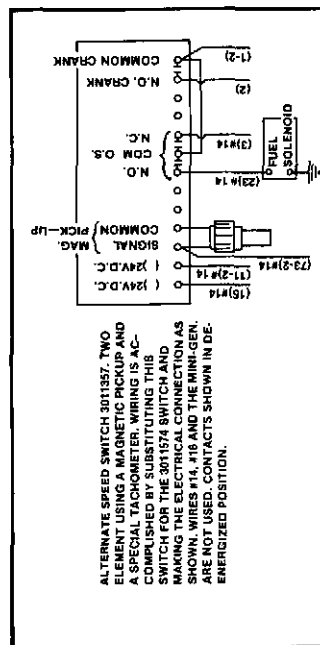 COMMON CRANK
N.O. CRANK
N.C.
COM O.S.
N.O.
COMMON
SIGNAL
MAG.
PICK-UP
( )24V.D.C.
( )24V.D.C.
(1-2)
(2)
(3)#14
(23)#14
(73-2)#14
(11-2)#14
(16)#14
FUEL
SOLENOID
ALTERNATE SPEED SWITCH 3011357. TWO
ELEMENT USING A MAGNETIC PICKUP AND
A SPECIAL TACHOMETER. WIRING IS AC-
COMPLISHED BY SUBSTITUTING THIS
SWITCH FOR THE 3011574 SWITCH AND
MAKING THE ELECTRICAL CONNECTION AS
SHOWN. WIRES #14, #16 AND THE MINI-GEN.
ARE NOT USED. CONTACTS SHOWN IN DE-
ENERGIZED POSITION.